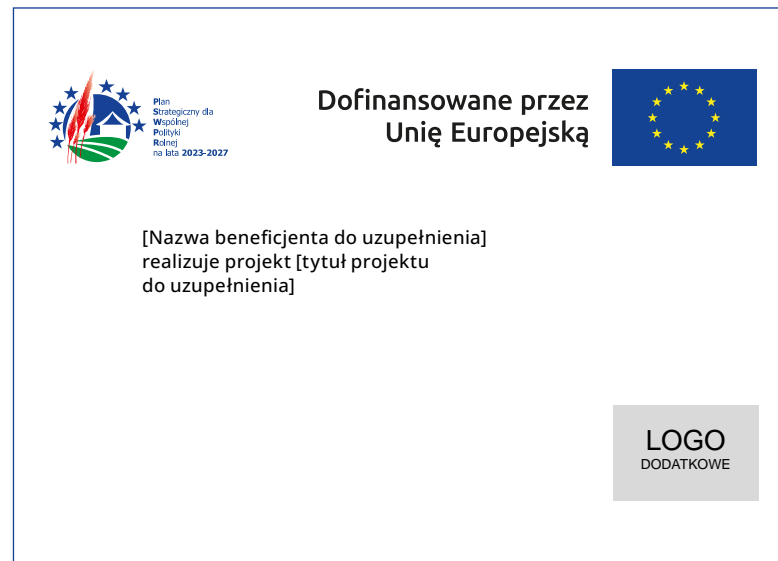 Plan
Strategiczny dla
Wspólnej
Polityki
Rolnej
na lata 2023-2027
Dofinansowane przez
Unię Europejską
[Nazwa beneficjenta do uzupełnienia]
realizuje projekt [tytuł projektu
do uzupełnienia]
LOGO
DODATKOWE